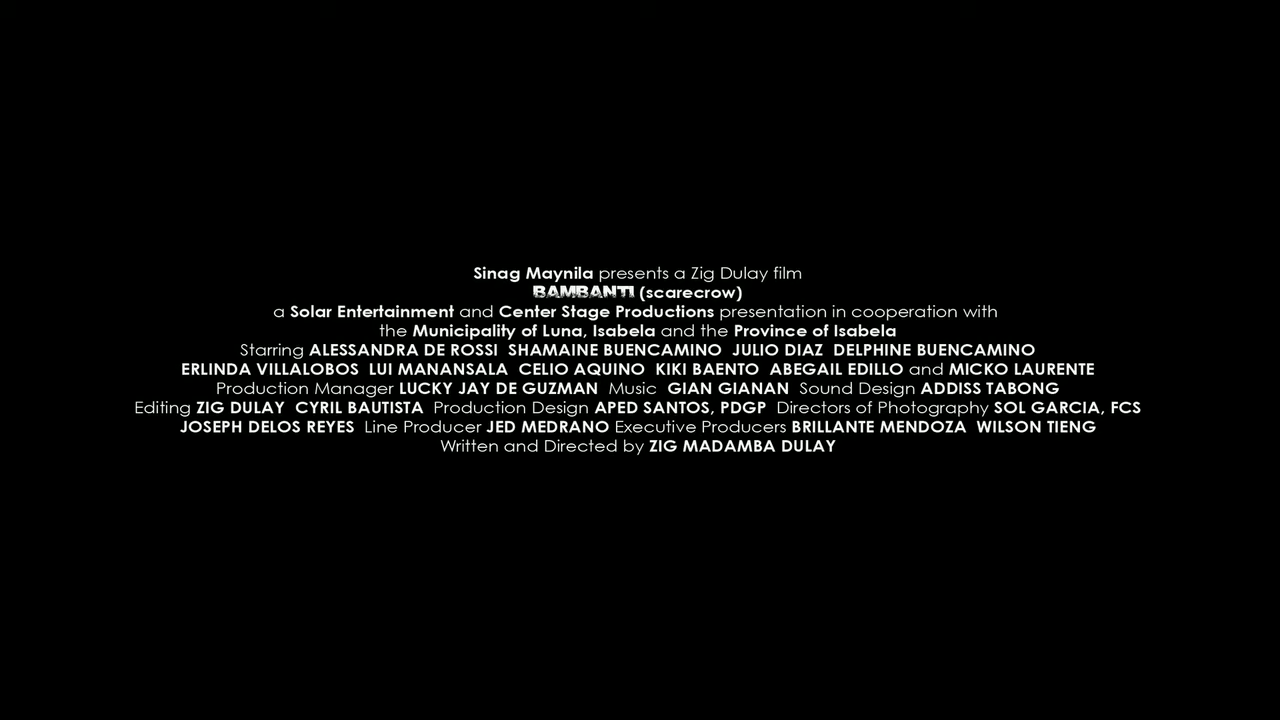 Sinag Maynila presents a Zig Dulay film
BAMBANTI (scarecrow)
a Solar Entertainment and Center Stage Productions presentation in cooperation with
the Municipality of Luna, Isabela and the Province of Isabela
Starring ALESSANDRA DE ROSSI SHAMAINE BUENCAMINO JULIO DIAZ DELPHINE BUENCAMINO
ERLINDA VILLALOBOS LUI MANANSALA CELIO AQUINO KIKI BAENTO ABEGAIL EDILLO and MICKO LAURENTE
Production Manager LUCKY JAY DE GUZMAN Music GIAN GIANAN Sound Design ADDISS TABONG
Editing ZIG DULAY CYRIL BAUTISTA Production Design APED SANTOS, PDGP Directors of Photography SOL GARCIA, FCS
JOSEPH DELOS REYES Line Producer JED MEDRANO Executive Producers BRILLANTE MENDOZA WILSON TIENG
Written and Directed by ZIG MADAMBA DULAY